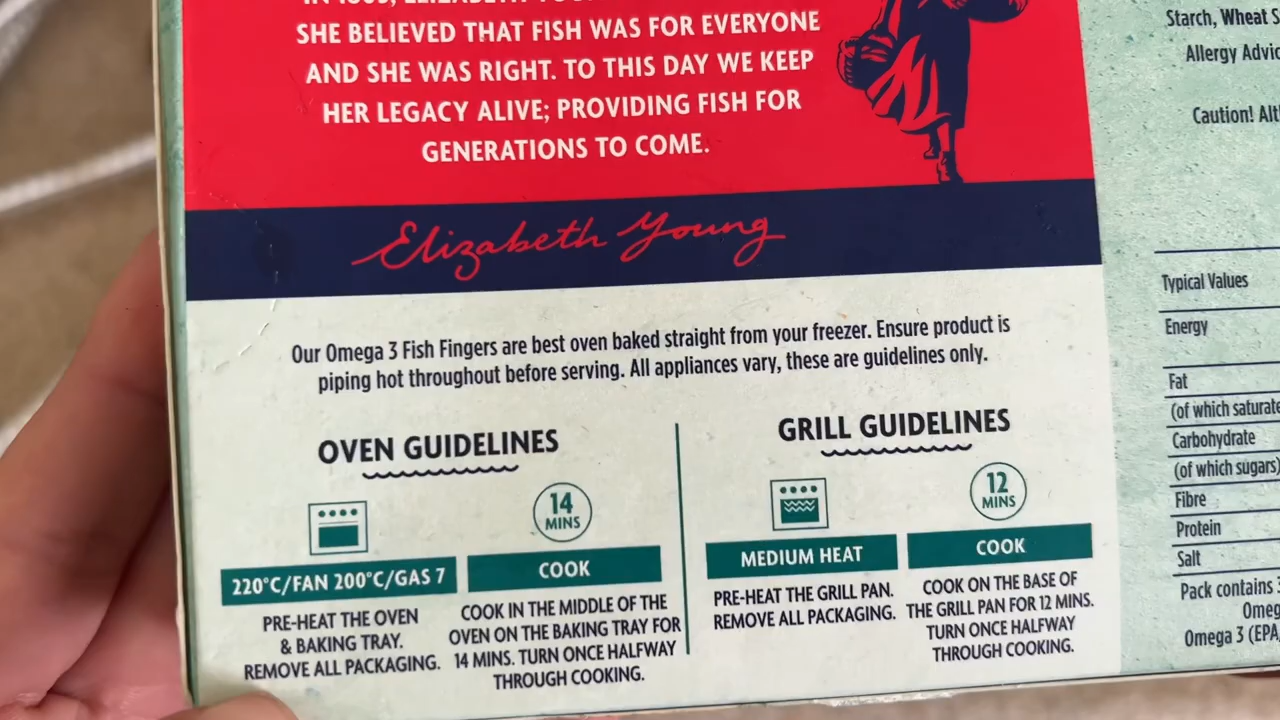 SHE BELIEVED THAT FISH WAS FOR EVERYONE
AND SHE WAS RIGHT. TO THIS DAY WE KEEP
HER LEGACY ALIVE; PROVIDING FISH FOR
GENERATIONS TO COME.
Elizabeth Young
Our Omega 3 Fish Fingers are best oven baked straight from your freezer. Ensure product is
piping hot throughout before serving. All appliances vary, these are guidelines only.
OVEN GUIDELINES
14
MINS
220°C/FAN 200°C/GAS 7
COOK
PRE-HEAT THE OVEN
& BAKING TRAY.
REMOVE ALL PACKAGING.
COOK IN THE MIDDLE OF THE
OVEN ON THE BAKING TRAY FOR
14 MINS. TURN ONCE HALFWAY
THROUGH COOKING.
GRILL GUIDELINES
12
MINS
MEDIUM HEAT
COOK
PRE-HEAT THE GRILL PAN.
REMOVE ALL PACKAGING.
COOK ON THE BASE OF
THE GRILL PAN FOR 12 MINS.
TURN ONCE HALFWAY
THROUGH COOKING.
Starch, Wheat
Allergy
Caution!
Typical Values
Energy
Fat
(of which
Carbohydrate
(of which sugars)
Fibre
Protein
Salt
Pack contains
Omega 3 (EPA,